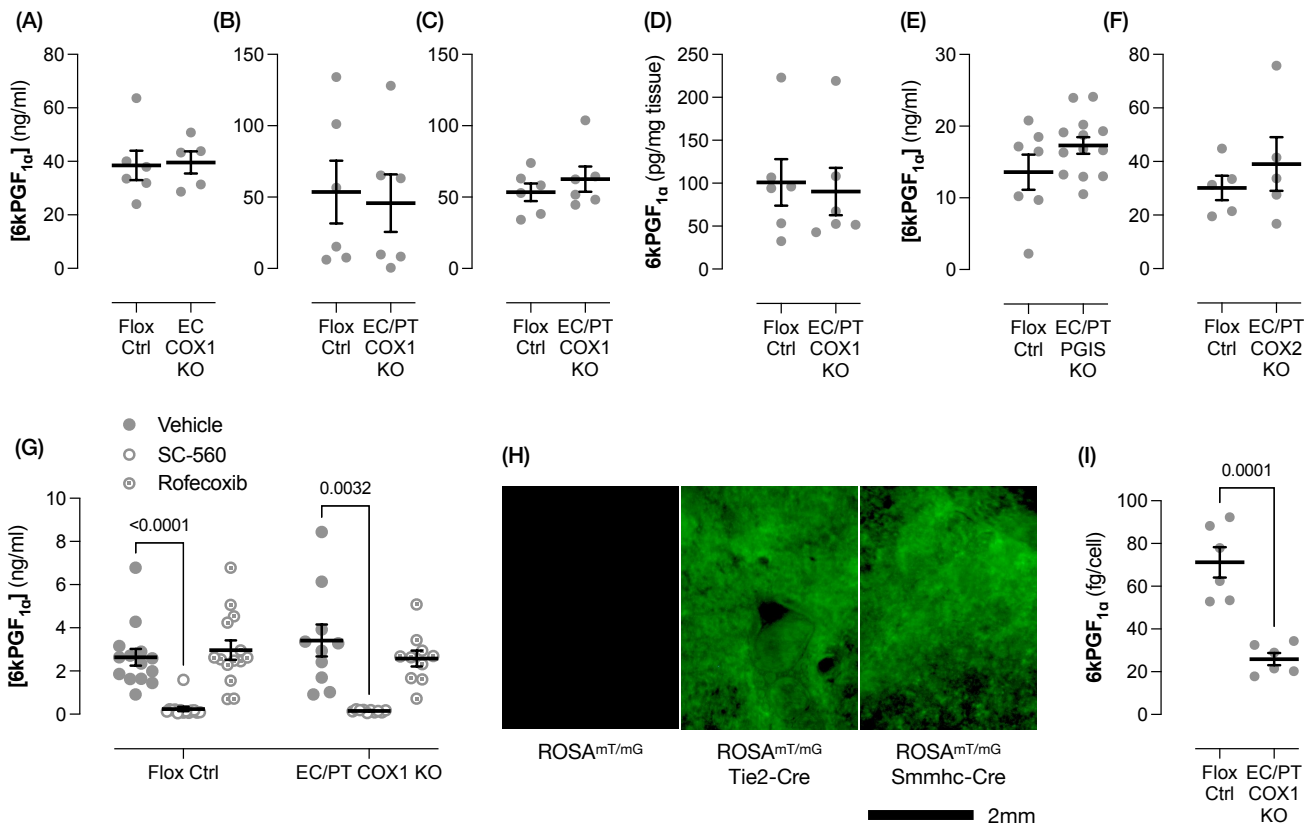 (A)
[6kPGF1α] (ng/ml)
80
60
40
20
0
Flox
Ctrl
EC
COX1
KO
(B)
150
100
50
0
Flox
Ctrl
EC/PT
COX1
KO
(C)
150
100
50
0
Flox
Ctrl
EC/PT
COX1
KO
(D)
6kPGF1α (pg/mg tissue)
250
200
150
100
50
0
Flox
Ctrl
EC/PT
COX1
KO
(E)
[6kPGF1α] (ng/ml)
30
20
10
0
Flox
Ctrl
EC/PT
PGIS
KO
(F)
80
60
40
20
0
Flox
Ctrl
EC/PT
COX2
KO
(G)
Vehicle
SC-560
Rofecoxib
[6kPGF1α] (ng/ml)
10
8
6
4
2
0
<0.0001
0.0032
Flox Ctrl
EC/PT COX1 KO
(H)
ROSAmT/mG
ROSAmT/mG
Tie2-Cre
ROSAmT/mG
Smmhc-Cre
2mm
(I)
6kPGF1α (fg/cell)
100
80
60
40
20
0
0.0001
Flox
Ctrl
EC/PT
COX1
KO